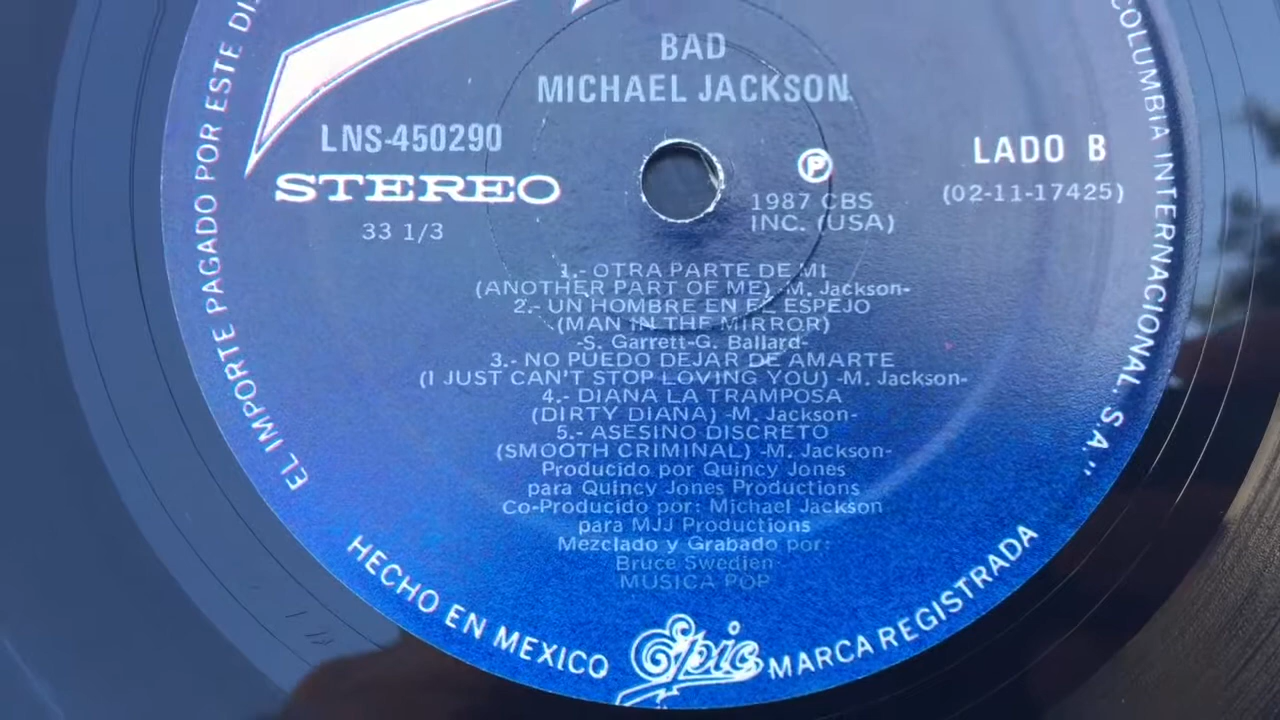 BAD
MICHAEL JACKSON
LNS-450290
STEREO
33 1/3
℗
1987 CBS
INC. (USA)
LADO B
(02-11-17425)
1.- OTRA PARTE DE MI
(ANOTHER PART OF ME) -M. Jackson-
2.- UN HOMBRE EN EL ESPEJO
(MAN IN THE MIRROR)
-S. Garrett-G. Ballard-
3.- NO PUEDO DEJAR DE AMARTE
(I JUST CAN'T STOP LOVING YOU) -M. Jackson-
4.- DIANA LA TRAMPOSA
(DIRTY DIANA) -M. Jackson-
5.- ASESINO DISCRETO
(SMOOTH CRIMINAL) -M. Jackson-
Producido por Quincy Jones
para Quincy Jones Productions
Co-Producido por: Michael Jackson
para MJJ Productions
Mezclado y Grabado por:
Bruce Swedien
MUSICA POP
EL IMPORTE PAGADO POR ESTE
COLUMBIA INTERNACIONAL, S.A."
HECHO EN MEXICO
Epic
MARCA REGISTRADA